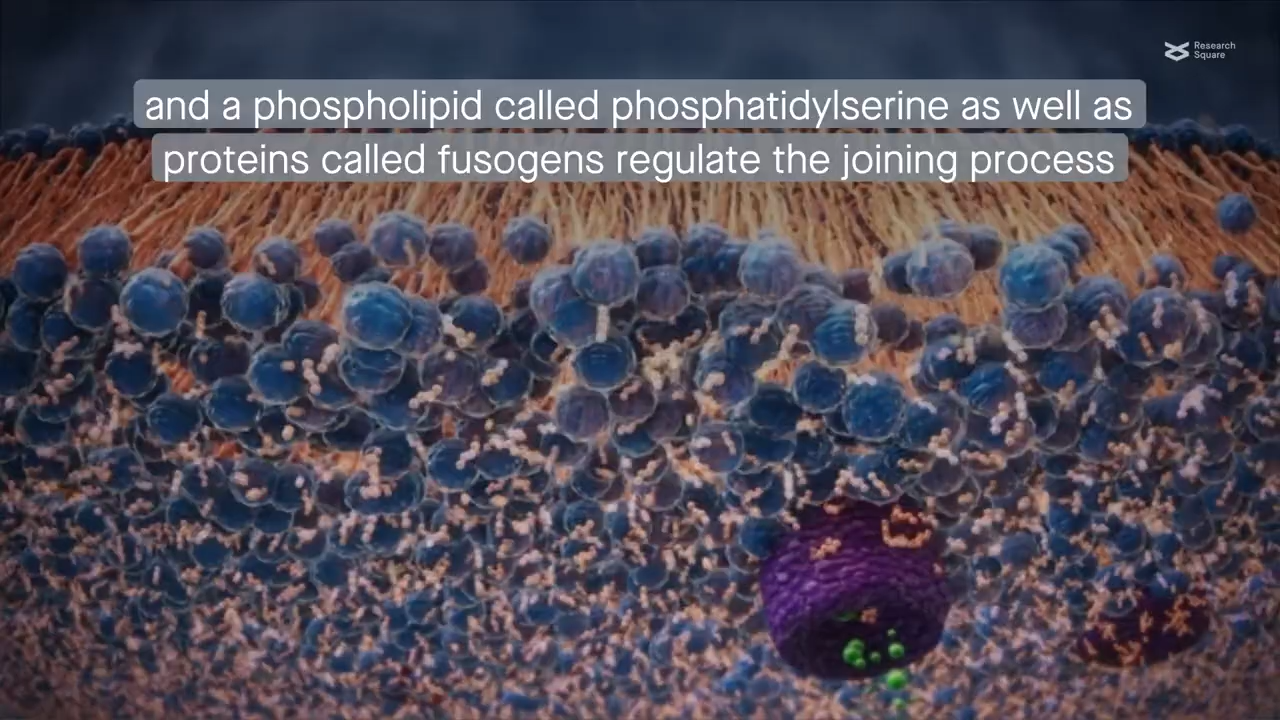 Research
Square
and a phospholipid called phosphatidylserine as well as
proteins called fusogens regulate the joining process